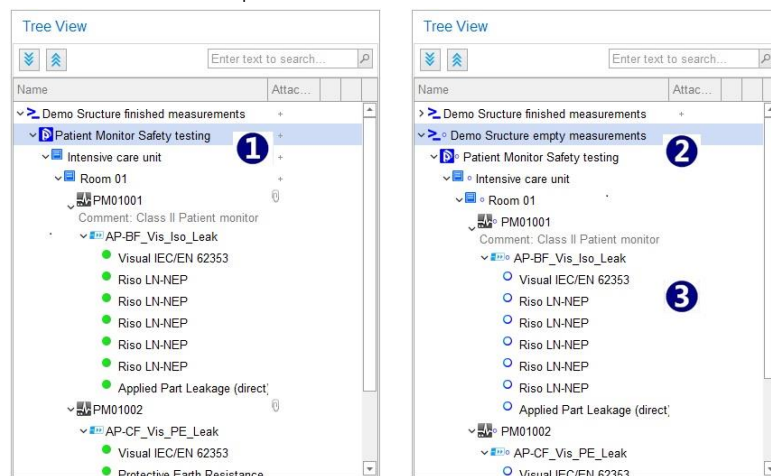 Tree View
Enter text to search...
Name Attac...
Demo Sructure finished measurements +
Patient Monitor Safety testing +
1
Intensive care unit +
Room 01 +
PM01001
Comment: Class II Patient monitor
AP-BF_Vis_Iso_Leak
Visual IEC/EN 62353
Riso LN-NEP
Riso LN-NEP
Riso LN-NEP
Riso LN-NEP
Riso LN-NEP
Applied Part Leakage (direct)
PM01002
AP-CF_Vis_PE_Leak
Visual IEC/EN 62353
Protective Earth Resistance
Tree View
Enter text to search...
Name Attac...
Demo Sructure finished measurements +
Demo Sructure empty measurements
2
Patient Monitor Safety testing
Intensive care unit
Room 01
PM01001
Comment: Class II Patient monitor
AP-BF_Vis_Iso_Leak
Visual IEC/EN 62353
3
Riso LN-NEP
Riso LN-NEP
Riso LN-NEP
Riso LN-NEP
Riso LN-NEP
Applied Part Leakage (direct)
PM01002
AP-CF_Vis_PE_Leak
Visual IEC/EN 62353